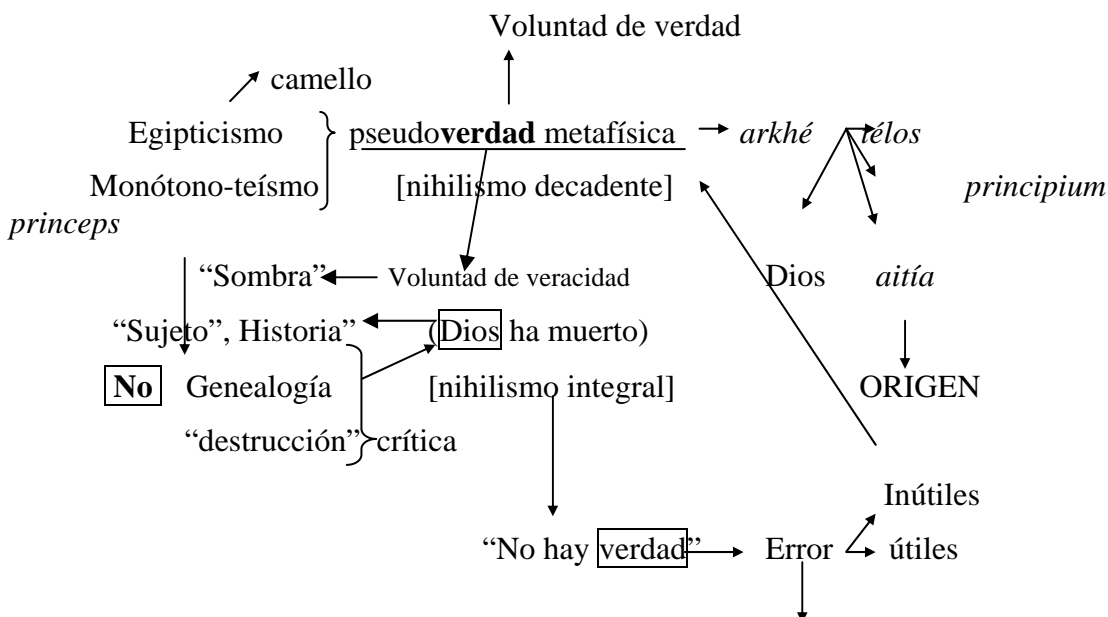 Voluntad de verdad
camello
Egipticismo pseudoverdad metafísica arkhé télos
Monótono-teísmo [nihilismo decadente] principium
princeps
“Sombra” Voluntad de veracidad Dios aitía
“Sujeto”, Historia” (Dios ha muerto)
No Genealogía [nihilismo integral] ORIGEN
“destrucción” crítica
Inútiles
“No hay verdad” Error útiles